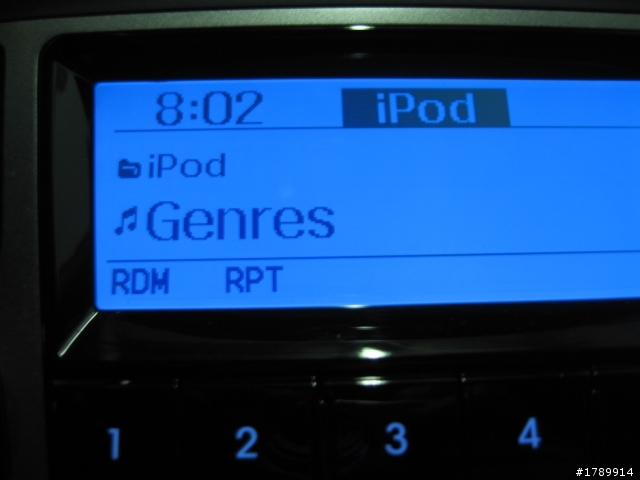 8:02 iPod
iPod
Genres
RDM RPT
1 2 3 4
#1789914